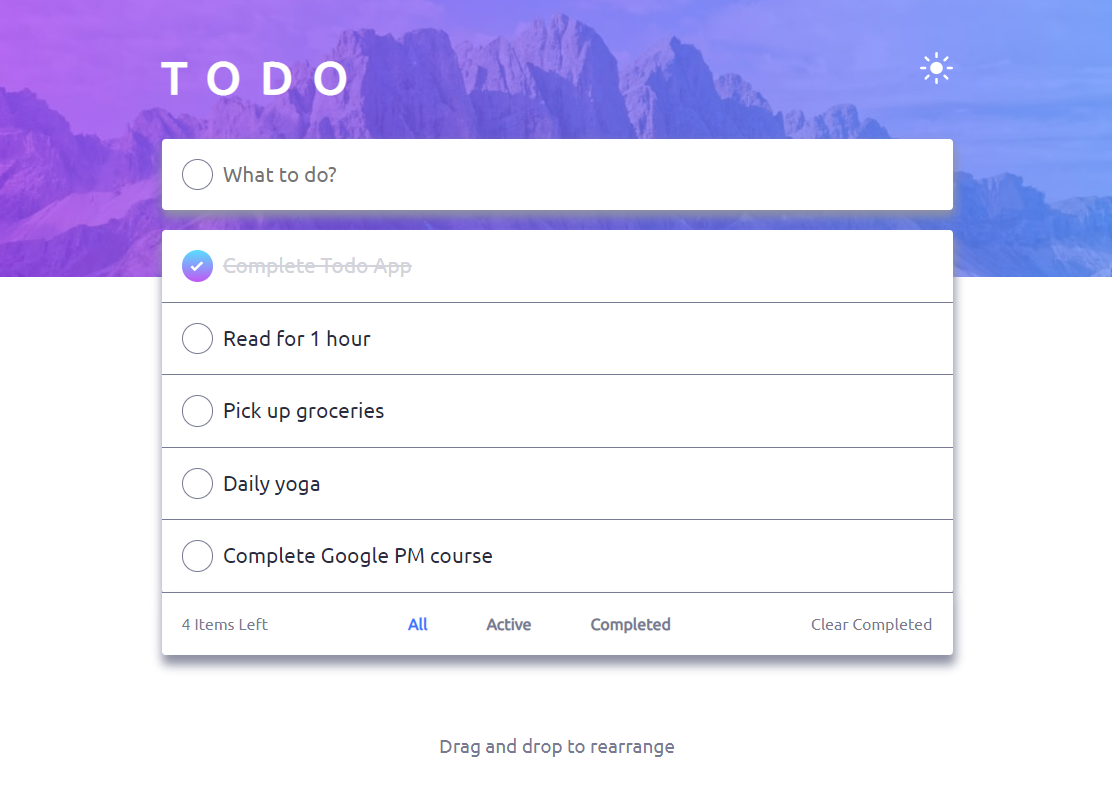 TODO
What to do?
Complete Todo App
Read for 1 hour
Pick up groceries
Daily yoga
Complete Google PM course
4 Items Left All Active Completed Clear Completed
Drag and drop to rearrange